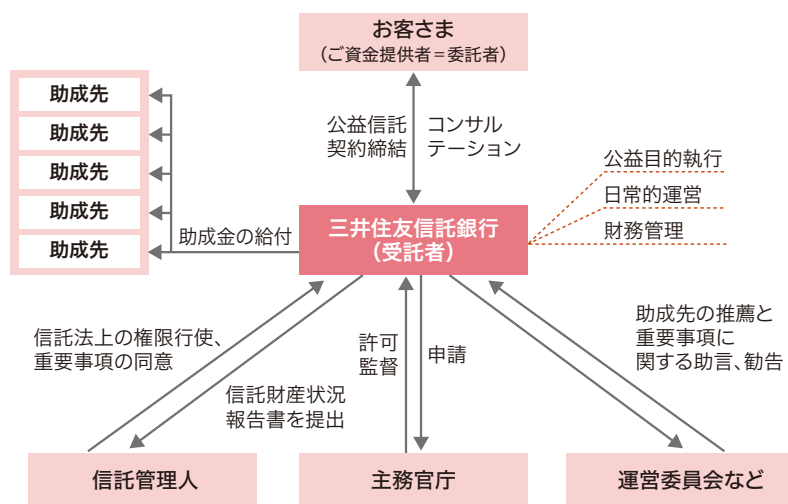 お客さま
(ご資金提供者=委託者)
助成先
助成先
助成先
助成先
助成先
公益信託
契約締結
コンサル
テーション
公益目的執行
日常的運営
財務管理
三井住友信託銀行
(受託者)
助成金の給付
信託法上の権限行使、
重要事項の同意
信託財産状況
報告書を提出
許可
監督
申請
助成先の推薦と
重要事項に
関する助言、勧告
信託管理人
主務官庁
運営委員会など